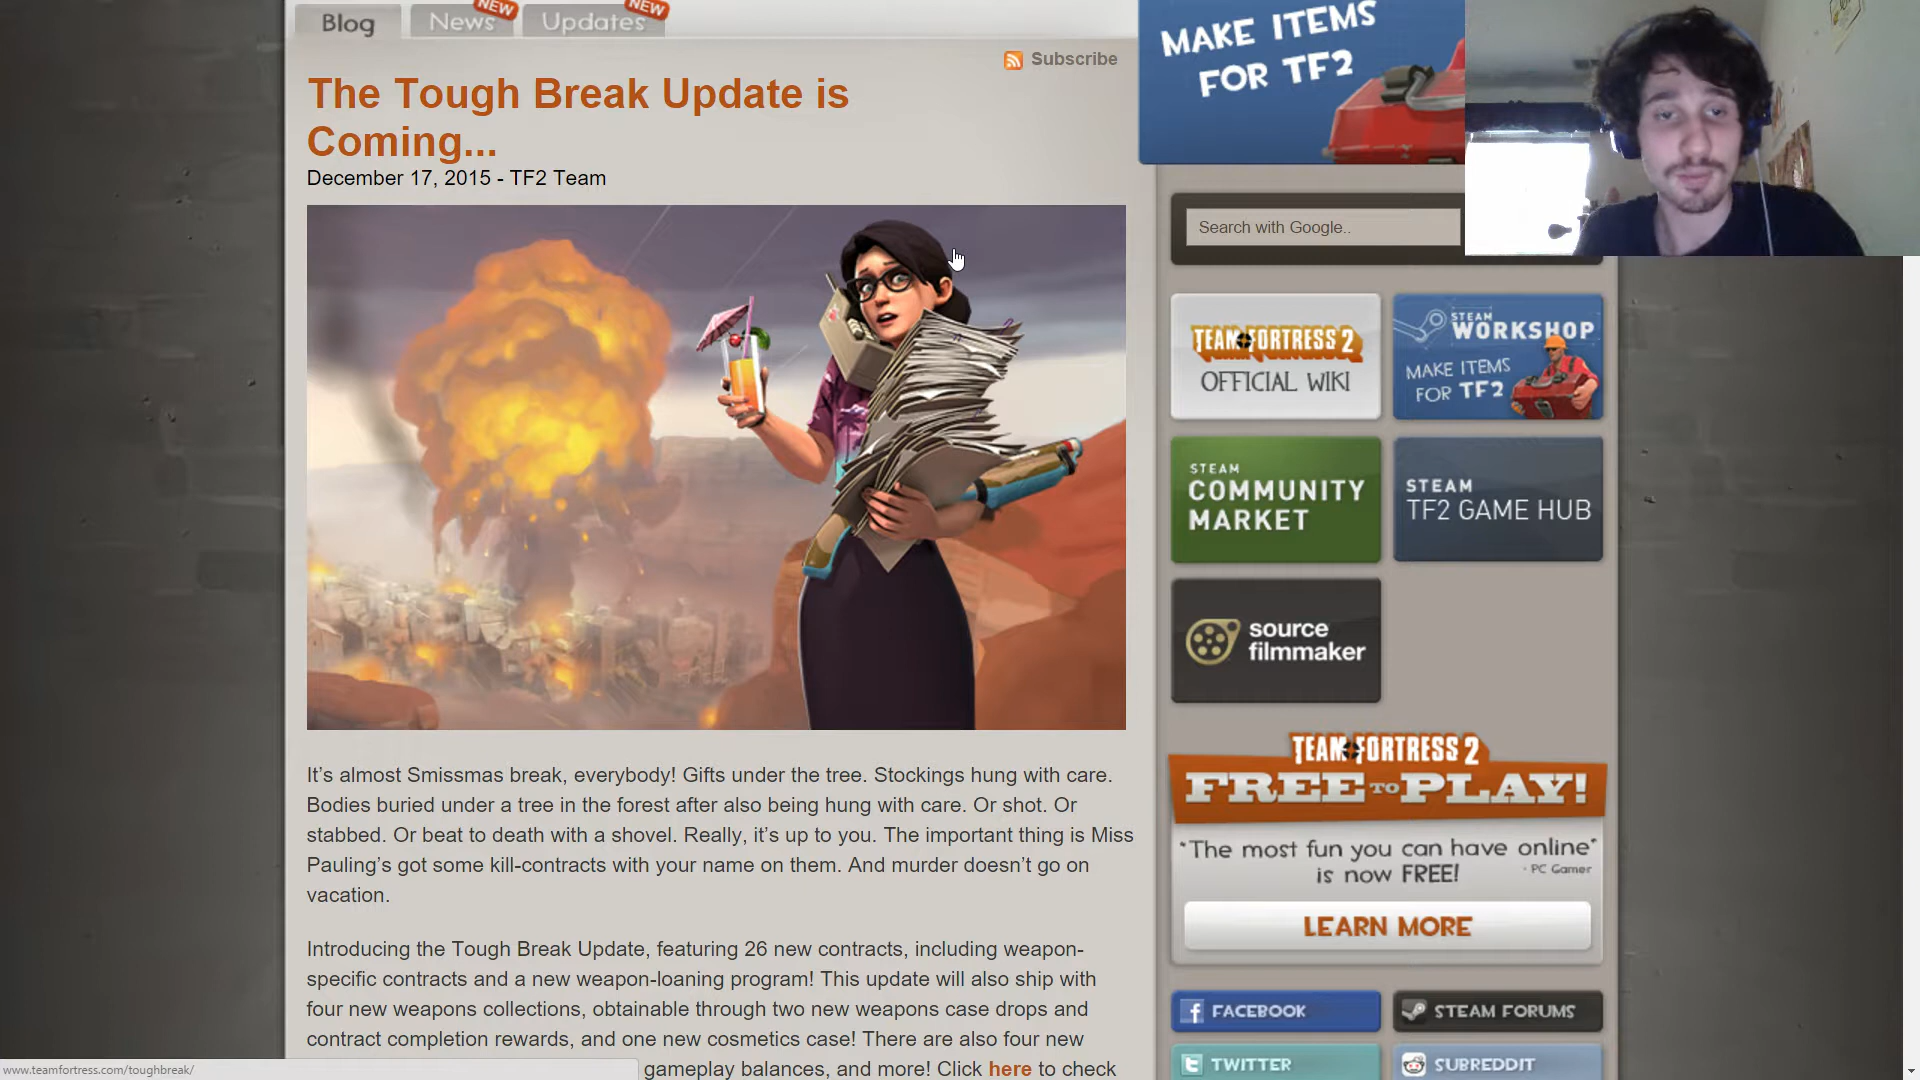 Blog
News
NEW
Updates
NEW
Subscribe
The Tough Break Update is
Coming...
December 17, 2015 - TF2 Team
It's almost Smissmas break, everybody! Gifts under the tree. Stockings hung with care.
Bodies buried under a tree in the forest after also being hung with care. Or shot. Or
stabbed. Or beat to death with a shovel. Really, it's up to you. The important thing is Miss
Pauling's got some kill-contracts with your name on them. And murder doesn't go on
vacation.
Introducing the Tough Break Update, featuring 26 new contracts, including weapon-
specific contracts and a new weapon-loaning program! This update will also ship with
four new weapons collections, obtainable through two new weapons case drops and
contract completion rewards, and one new cosmetics case! There are also four new
gameplay balances, and more! Click here to check
www.teamfortress.com/toughbreak/
MAKE ITEMS
FOR TF2
Search with Google..
TEAM FORTRESS 2
OFFICIAL WIKI
STEAM
WORKSHOP
MAKE ITEMS
FOR TF2
STEAM
COMMUNITY
MARKET
STEAM
TF2 GAME HUB
source
filmmaker
TEAM FORTRESS 2
FREE TO PLAY!
"The most fun you can have online"
- PC Gamer
is now FREE!
LEARN MORE
FACEBOOK
STEAM FORUMS
TWITTER
SUBREDDIT